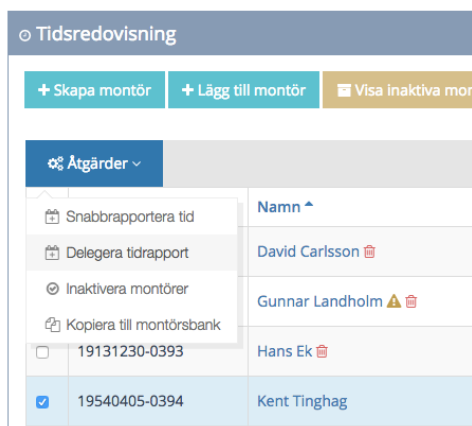 Tidsredovisning
+ Skapa montör + Lägg till montör Visa inaktiva mon
Åtgärder
Namn
Snabbrapportera tid
Delegera tidrapport David Carlsson
Inaktivera montörer Gunnar Landholm
Kopiera till montörsbank
19131230-0393 Hans Ek
19540405-0394 Kent Tinghag